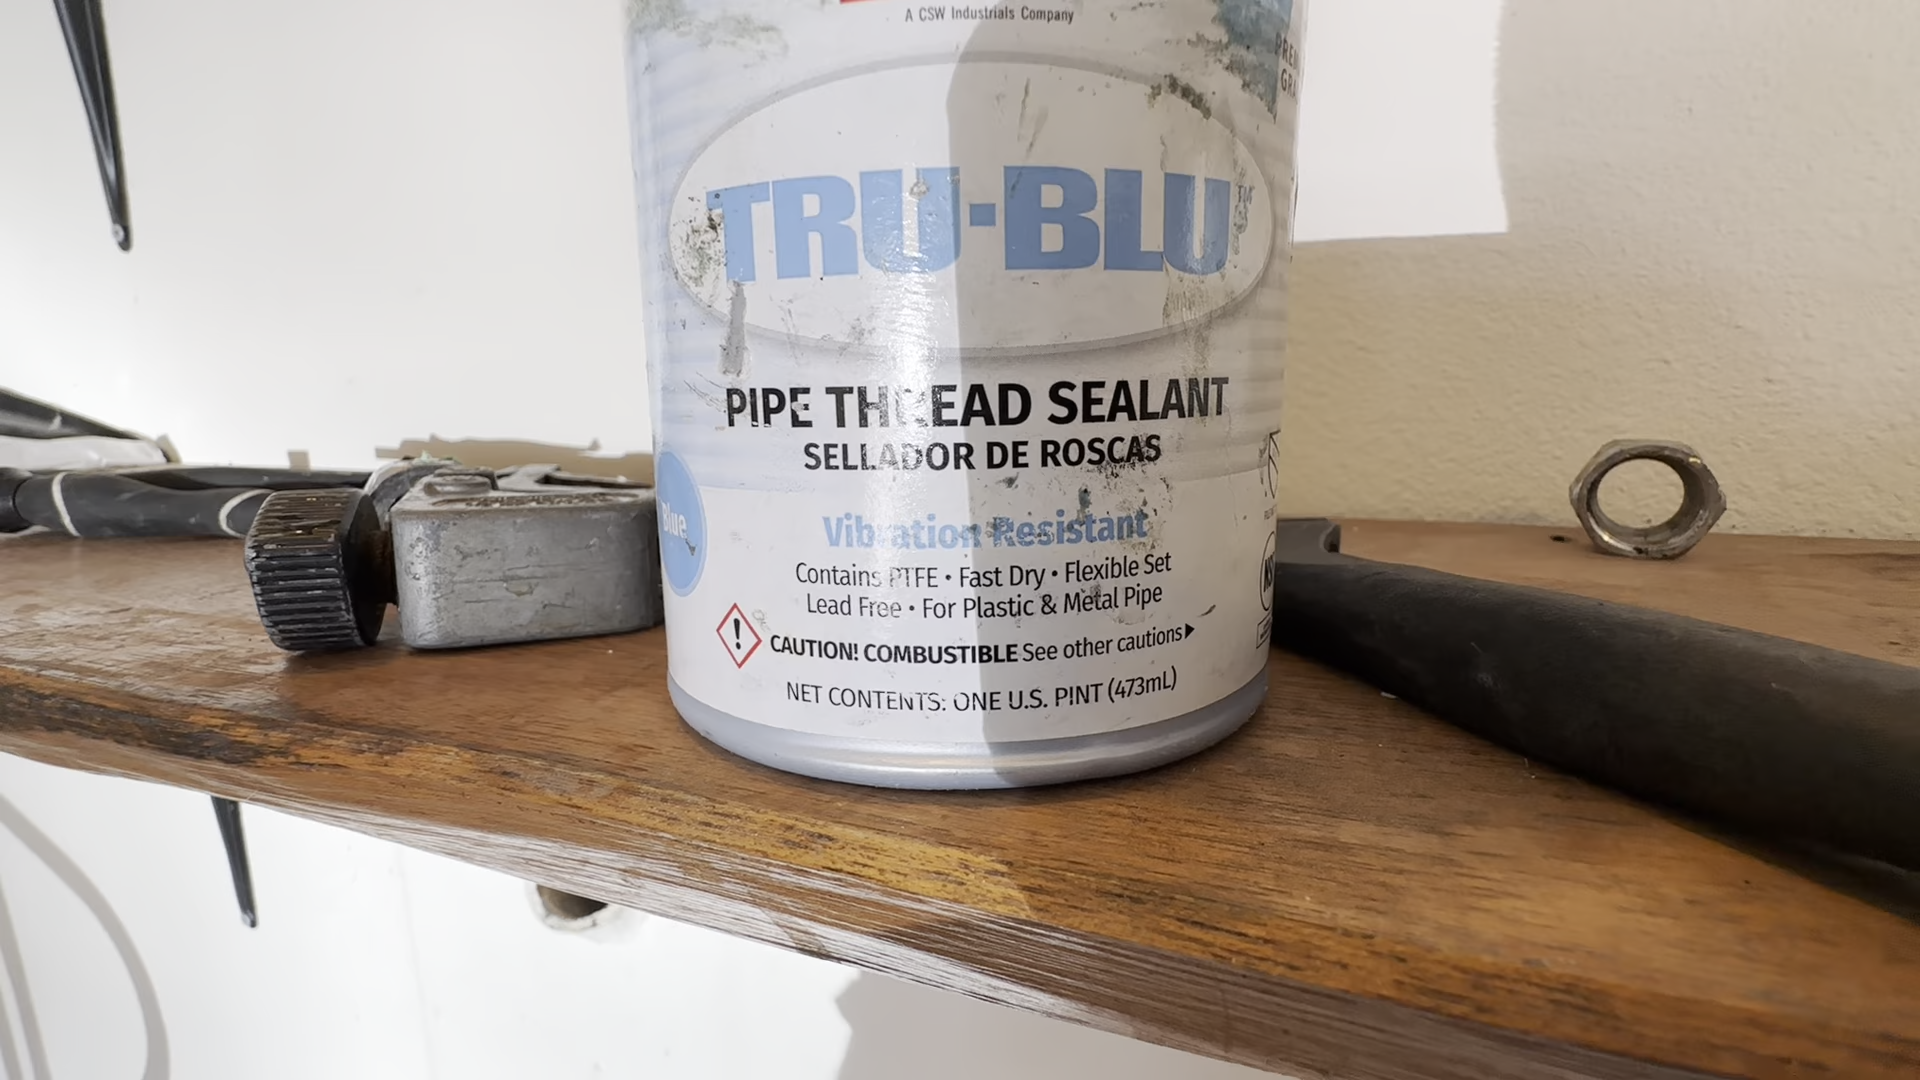 A CSW Industrials Company
TRU-BLU™
PIPE THREAD SEALANT
SELLADOR DE ROSCAS
Blue
Vibration Resistant
Contains PTFE • Fast Dry • Flexible Set
Lead Free • For Plastic & Metal Pipe
CAUTION! COMBUSTIBLE See other cautions
NET CONTENTS: ONE U.S. PINT (473mL)